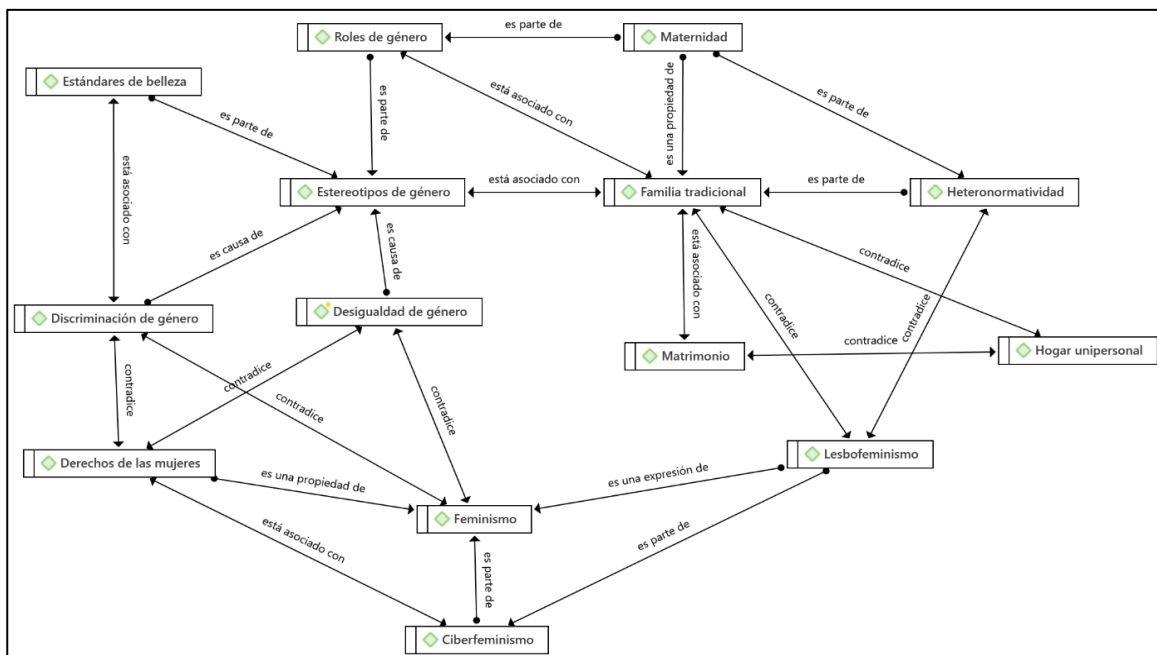 Roles de género
es parte de
Maternidad
Estándares de belleza
es parte de
es parte de
está asociado con
es una propiedad de
es parte de
está asociado con
Estereotipos de género
está asociado con
Familia tradicional
es parte de
Heteronormatividad
es causa de
es causa de
está asociado con
contradice
contradice
contradice
Discriminación de género
Desigualdad de género
Matrimonio
contradice
Hogar unipersonal
contradice
contradice
contradice
contradice
Derechos de las mujeres
Lesbofeminismo
es una propiedad de
es una expresión de
Feminismo
está asociado con
es parte de
es parte de
Ciberfeminismo